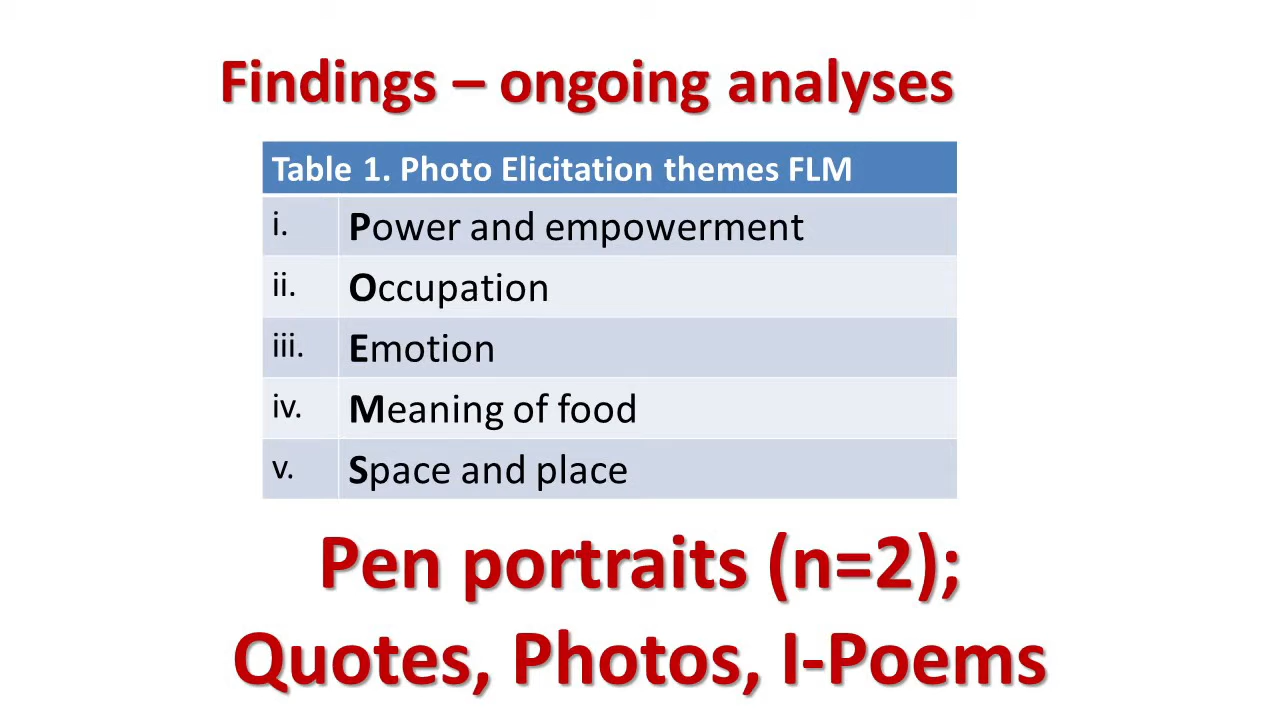 Findings – ongoing analyses
Table 1. Photo Elicitation themes FLM
i. Power and empowerment
ii. Occupation
iii. Emotion
iv. Meaning of food
v. Space and place
Pen portraits (n=2);
Quotes, Photos, I-Poems